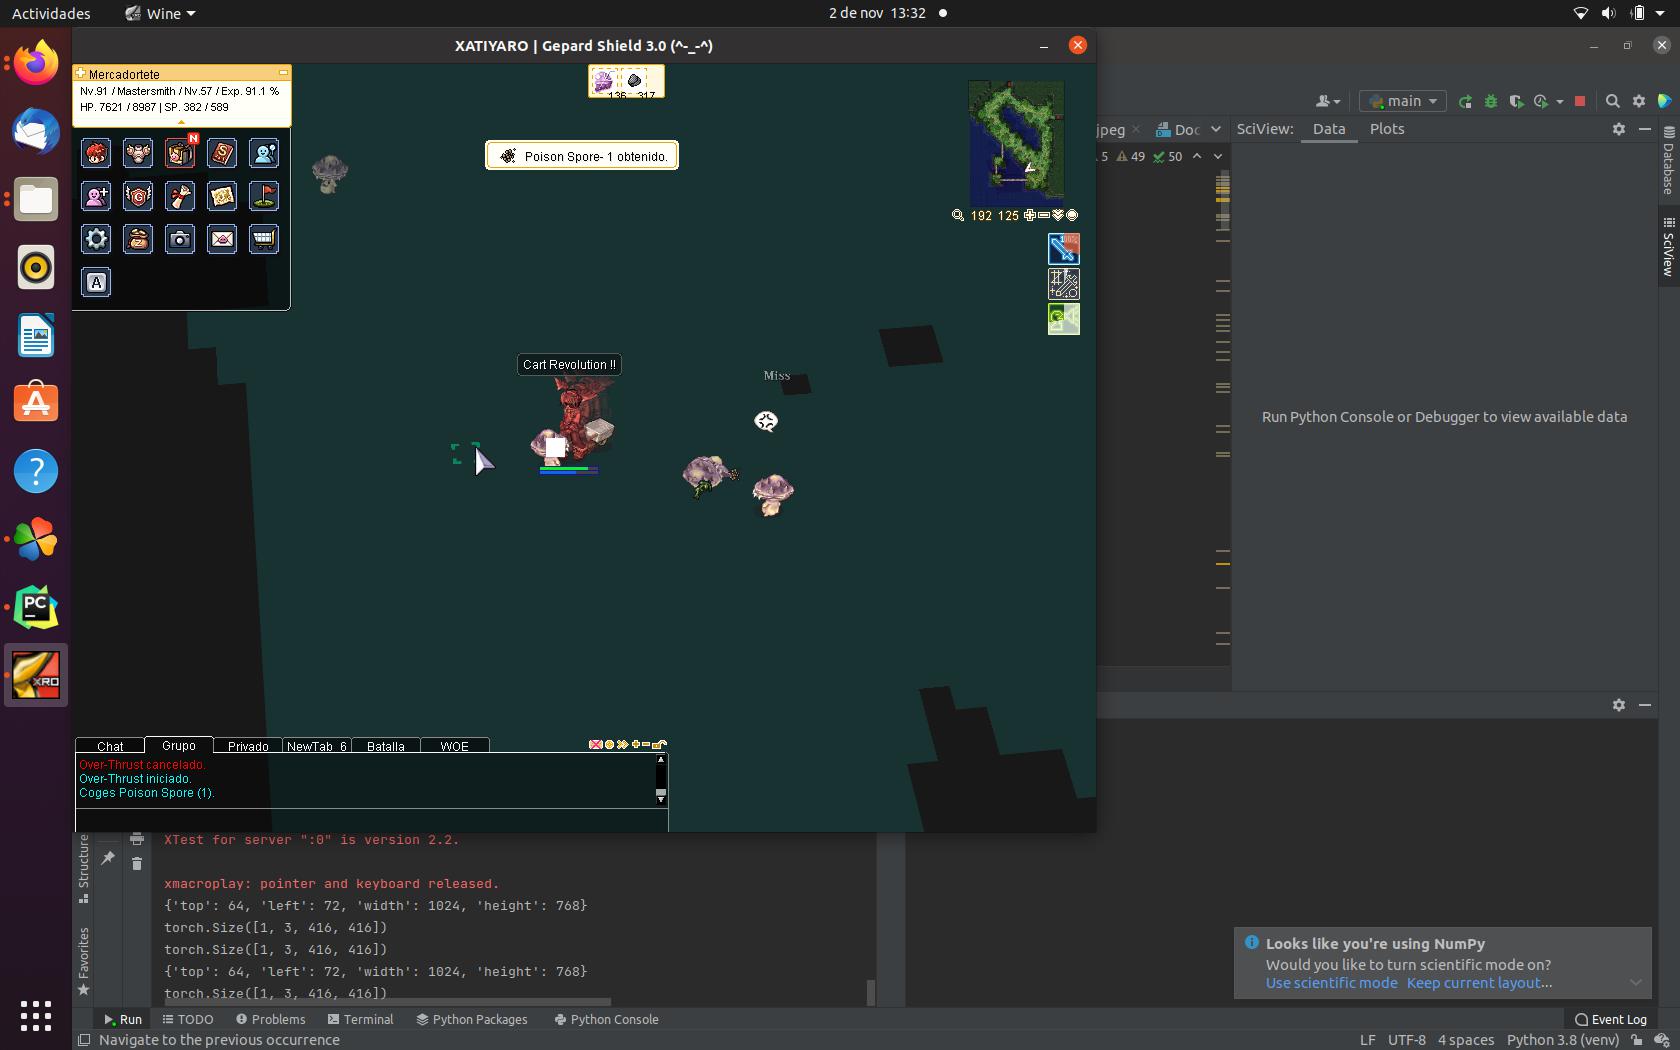 Actividades
Wine
2 de nov 13:32
XATIYARO | Gepard Shield 3.0 (^-_-^)
Mercadortete
Nv.91 / Mastersmith / Nv.57 / Exp. 91.1 %
HP. 7621 / 8987 | SP. 382 / 589
N
A
136 317
Poison Spore- 1 obtenido.
192 125
100%
Cart Revolution !!
Miss
Chat
Grupo
Privado
NewTab_6
Batalla
WOE
Over-Thrust cancelado.
Over-Thrust iniciado.
Coges Poison Spore (1).
main
jpeg
Doc
SciView:
Data
Plots
5
49
50
Database
SciView
Run Python Console or Debugger to view available data
PC
XRO
Structure
Favorites
XTest for server ":0" is version 2.2.
xmacroplay: pointer and keyboard released.
{'top': 64, 'left': 72, 'width': 1024, 'height': 768}
torch.Size([1, 3, 416, 416])
torch.Size([1, 3, 416, 416])
{'top': 64, 'left': 72, 'width': 1024, 'height': 768}
torch.Size([1, 3, 416, 416])
Looks like you're using NumPy
Would you like to turn scientific mode on?
Use scientific mode Keep current layout...
Run
TODO
Problems
Terminal
Python Packages
Python Console
Event Log
Navigate to the previous occurrence
LF UTF-8 4 spaces Python 3.8 (venv)